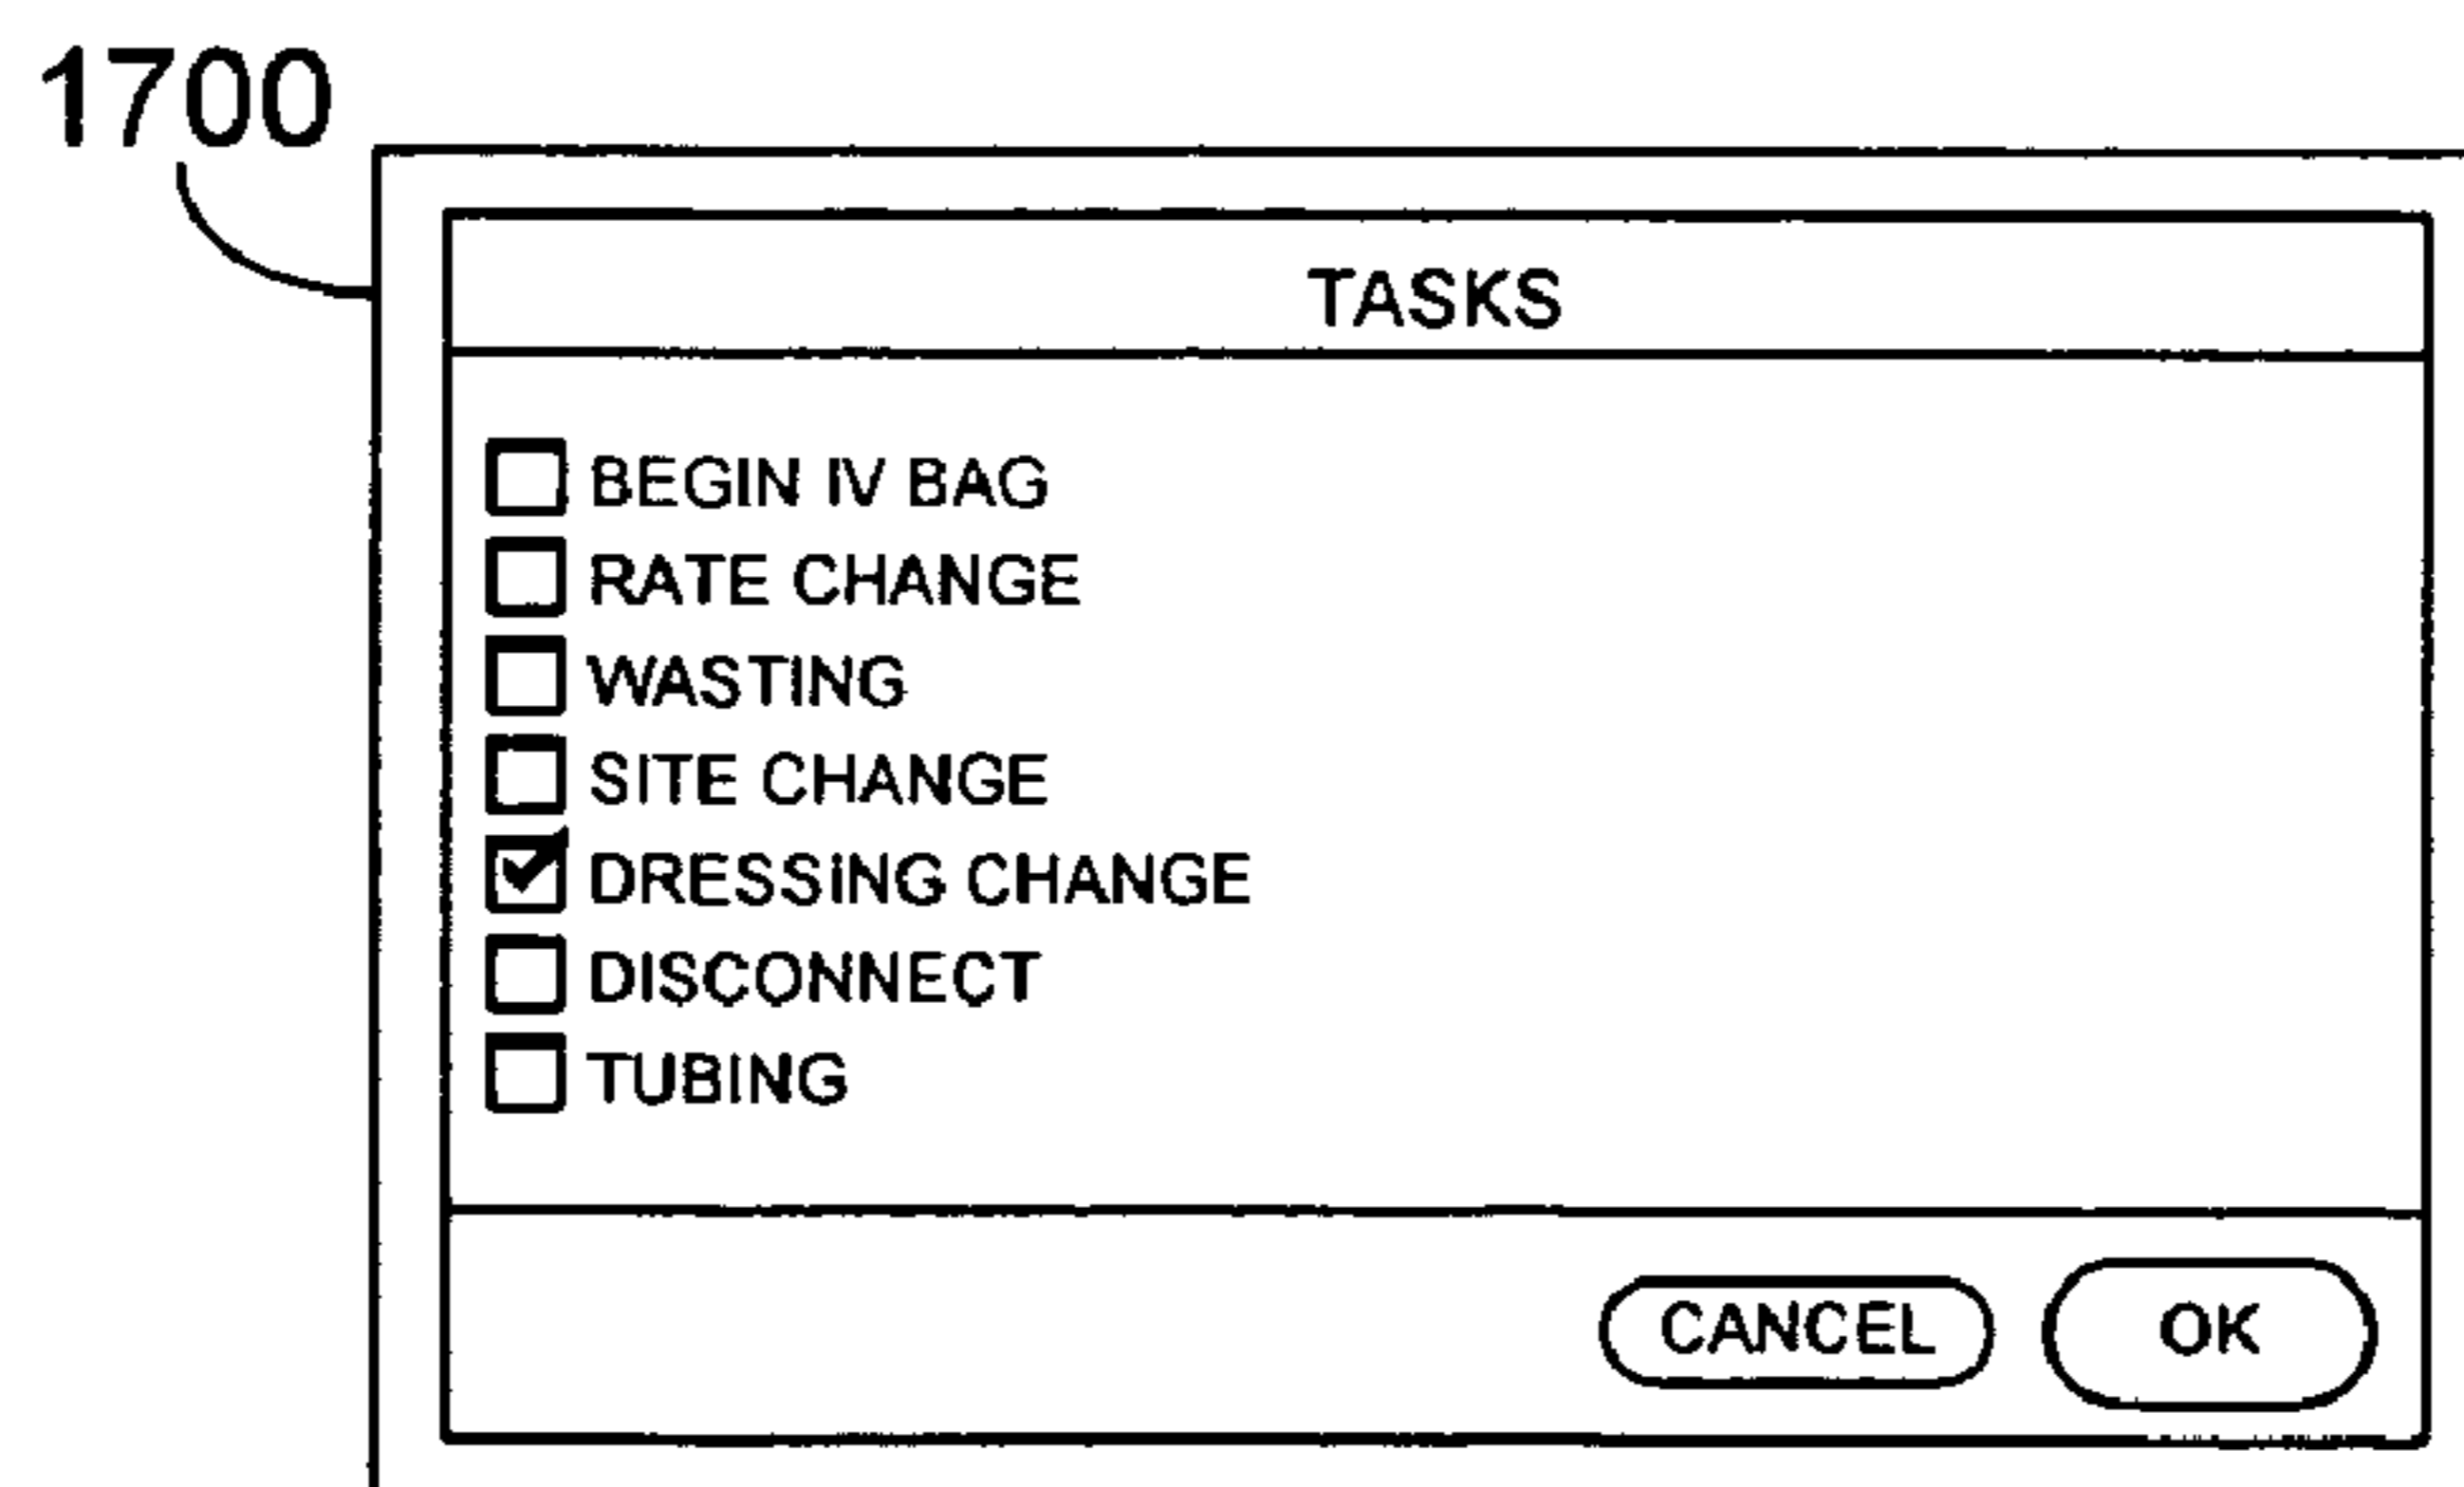 1700
TASKS
BEGIN IV BAG
RATE CHANGE
WASTING
SITE CHANGE
DRESSING CHANGE
DISCONNECT
TUBING
CANCEL OK